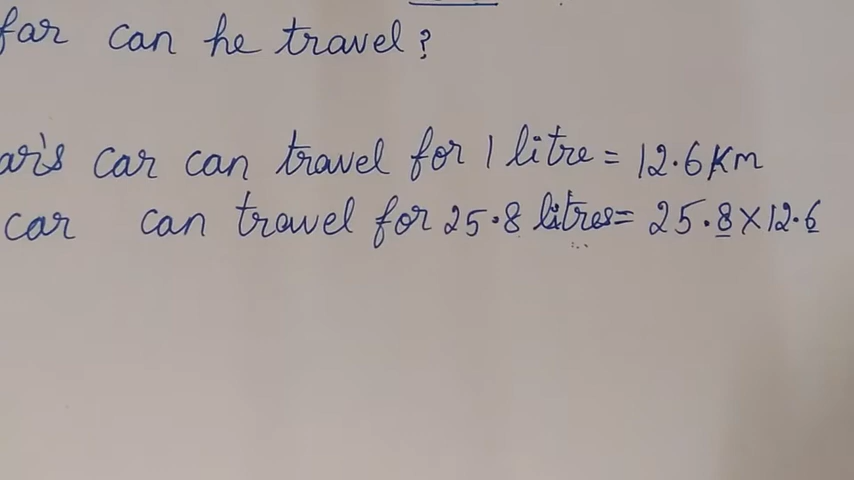 far can he travel?
car can travel for 1 litre = 12.6 Km
car can travel for 25.8 litres = 25.8 × 12.6